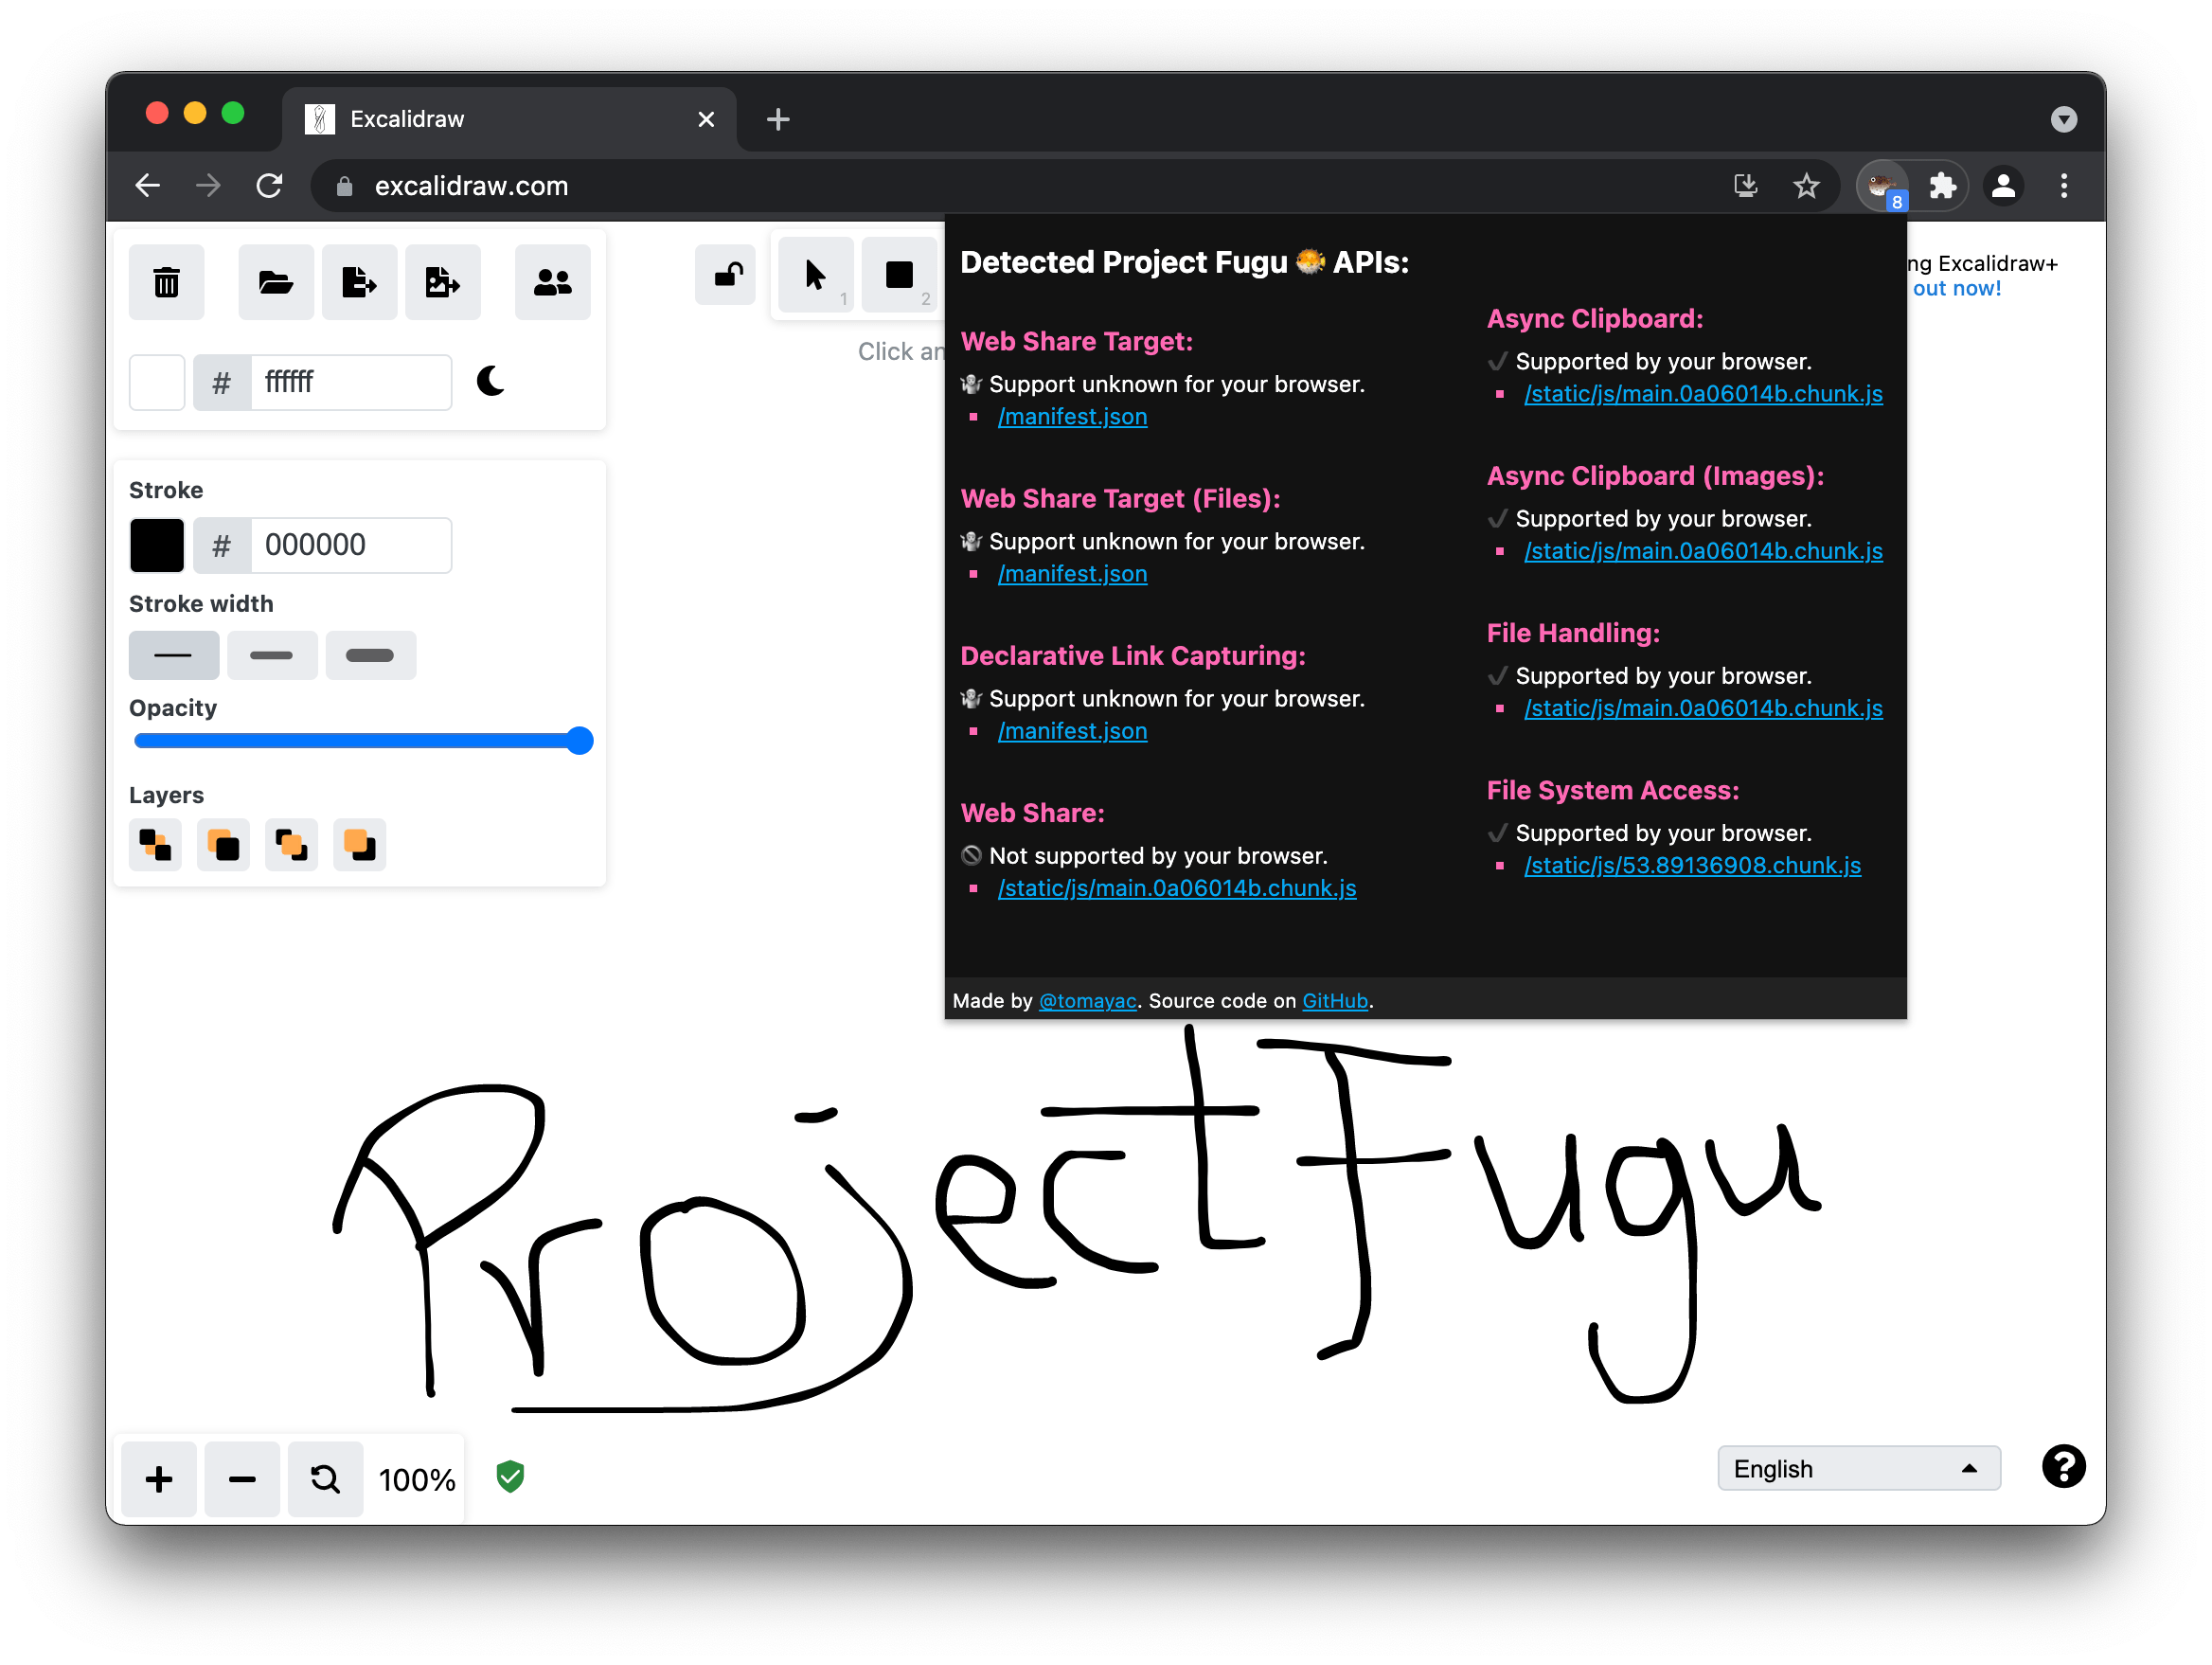 Excalidraw
excalidraw.com
8
1
2
ng Excalidraw+
out now!
Click an
# ffffff
Stroke
# 000000
Stroke width
Opacity
Layers
Detected Project Fugu 🐡 APIs:
Web Share Target:
🤷 Support unknown for your browser.
/manifest.json
Web Share Target (Files):
🤷 Support unknown for your browser.
/manifest.json
Declarative Link Capturing:
🤷 Support unknown for your browser.
/manifest.json
Web Share:
🚫 Not supported by your browser.
/static/js/main.0a06014b.chunk.js
Async Clipboard:
✔️ Supported by your browser.
/static/js/main.0a06014b.chunk.js
Async Clipboard (Images):
✔️ Supported by your browser.
/static/js/main.0a06014b.chunk.js
File Handling:
✔️ Supported by your browser.
/static/js/main.0a06014b.chunk.js
File System Access:
✔️ Supported by your browser.
/static/js/53.89136908.chunk.js
Made by @tomayac. Source code on GitHub.
Project Fugu
100%
English